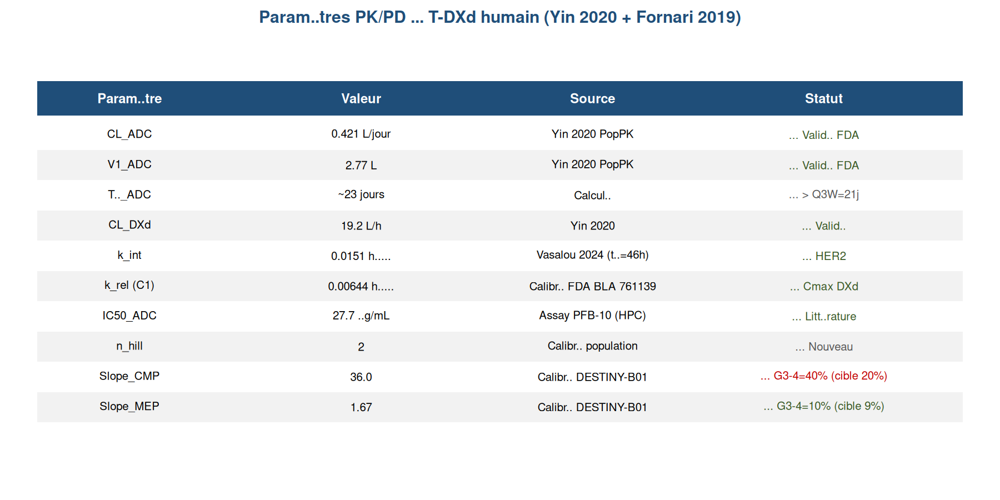 Param..tres PK/PD ... T-DXd humain (Yin 2020 + Fornari 2019)
Param..tre Valeur Source Statut
CL_ADC 0.421 L/jour Yin 2020 PopPK ... Valid.. FDA
V1_ADC 2.77 L Yin 2020 PopPK ... Valid.. FDA
T.._ADC ~23 jours Calcul.. ... > Q3W=21j
CL_DXd 19.2 L/h Yin 2020 ... Valid..
k_int 0.0151 h..... Vasalou 2024 (t..=46h) ... HER2
k_rel (C1) 0.00644 h..... Calibr.. FDA BLA 761139 ... Cmax DXd
IC50_ADC 27.7 ..g/mL Assay PFB-10 (HPC) ... Litt..rature
n_hill 2 Calibr.. population ... Nouveau
Slope_CMP 36.0 Calibr.. DESTINY-B01 ... G3-4=40% (cible 20%)
Slope_MEP 1.67 Calibr.. DESTINY-B01 ... G3-4=10% (cible 9%)